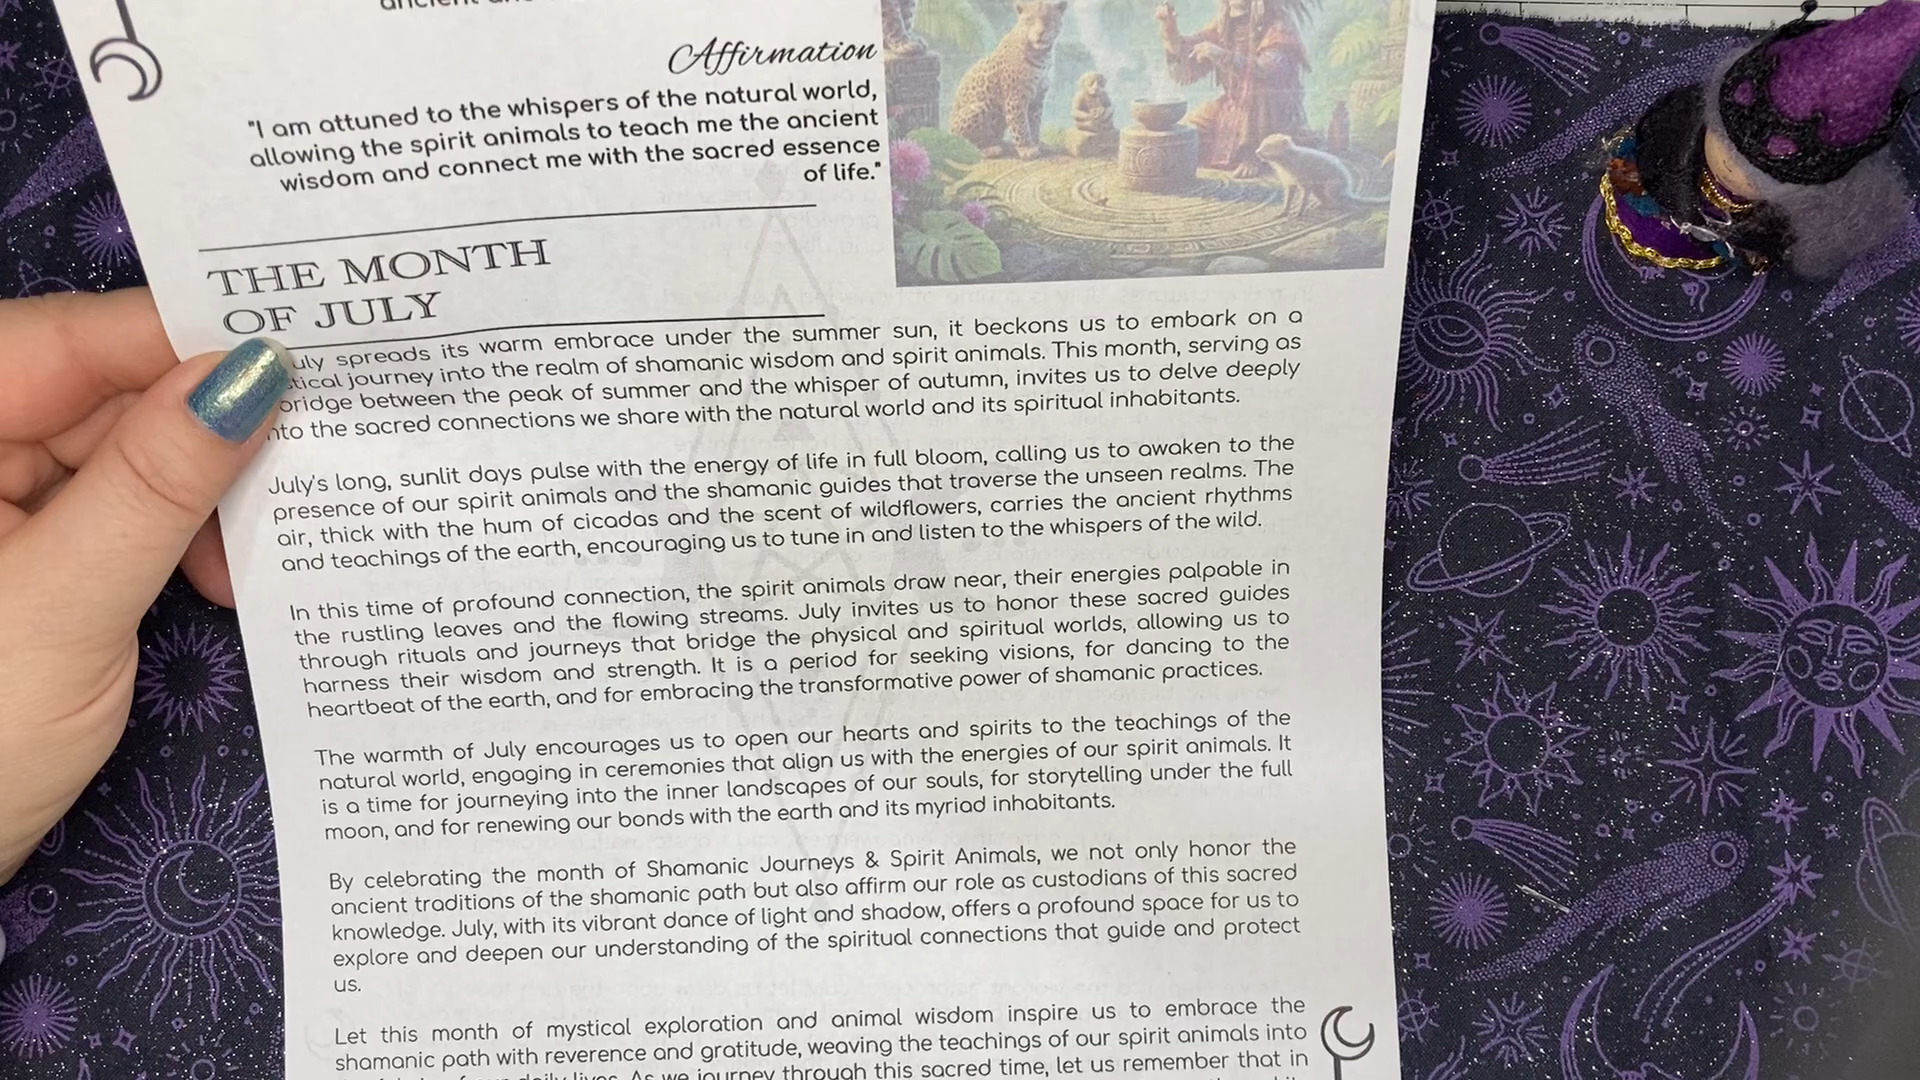 Affirmation
"I am attuned to the whispers of the natural world,
allowing the spirit animals to teach me the ancient
wisdom and connect me with the sacred essence
of life."
THE MONTH
OF JULY
uly spreads its warm embrace under the summer sun, it beckons us to embark on a
stical journey into the realm of shamanic wisdom and spirit animals. This month, serving as
bridge between the peak of summer and the whisper of autumn, invites us to delve deeply
nto the sacred connections we share with the natural world and its spiritual inhabitants.
July's long, sunlit days pulse with the energy of life in full bloom, calling us to awaken to the
presence of our spirit animals and the shamanic guides that traverse the unseen realms. The
air, thick with the hum of cicadas and the scent of wildflowers, carries the ancient rhythms
and teachings of the earth, encouraging us to tune in and listen to the whispers of the wild.
In this time of profound connection, the spirit animals draw near, their energies palpable in
the rustling leaves and the flowing streams. July invites us to honor these sacred guides
through rituals and journeys that bridge the physical and spiritual worlds, allowing us to
harness their wisdom and strength. It is a period for seeking visions, for dancing to the
heartbeat of the earth, and for embracing the transformative power of shamanic practices.
The warmth of July encourages us to open our hearts and spirits to the teachings of the
natural world, engaging in ceremonies that align us with the energies of our spirit animals. It
is a time for journeying into the inner landscapes of our souls, for storytelling under the full
moon, and for renewing our bonds with the earth and its myriad inhabitants.
By celebrating the month of Shamanic Journeys & Spirit Animals, we not only honor the
ancient traditions of the shamanic path but also affirm our role as custodians of this sacred
knowledge. July, with its vibrant dance of light and shadow, offers a profound space for us to
explore and deepen our understanding of the spiritual connections that guide and protect
us.
Let this month of mystical exploration and animal wisdom inspire us to embrace the
shamanic path with reverence and gratitude, weaving the teachings of our spirit animals into
our daily lives. As we journey through this sacred time, let us remember that in